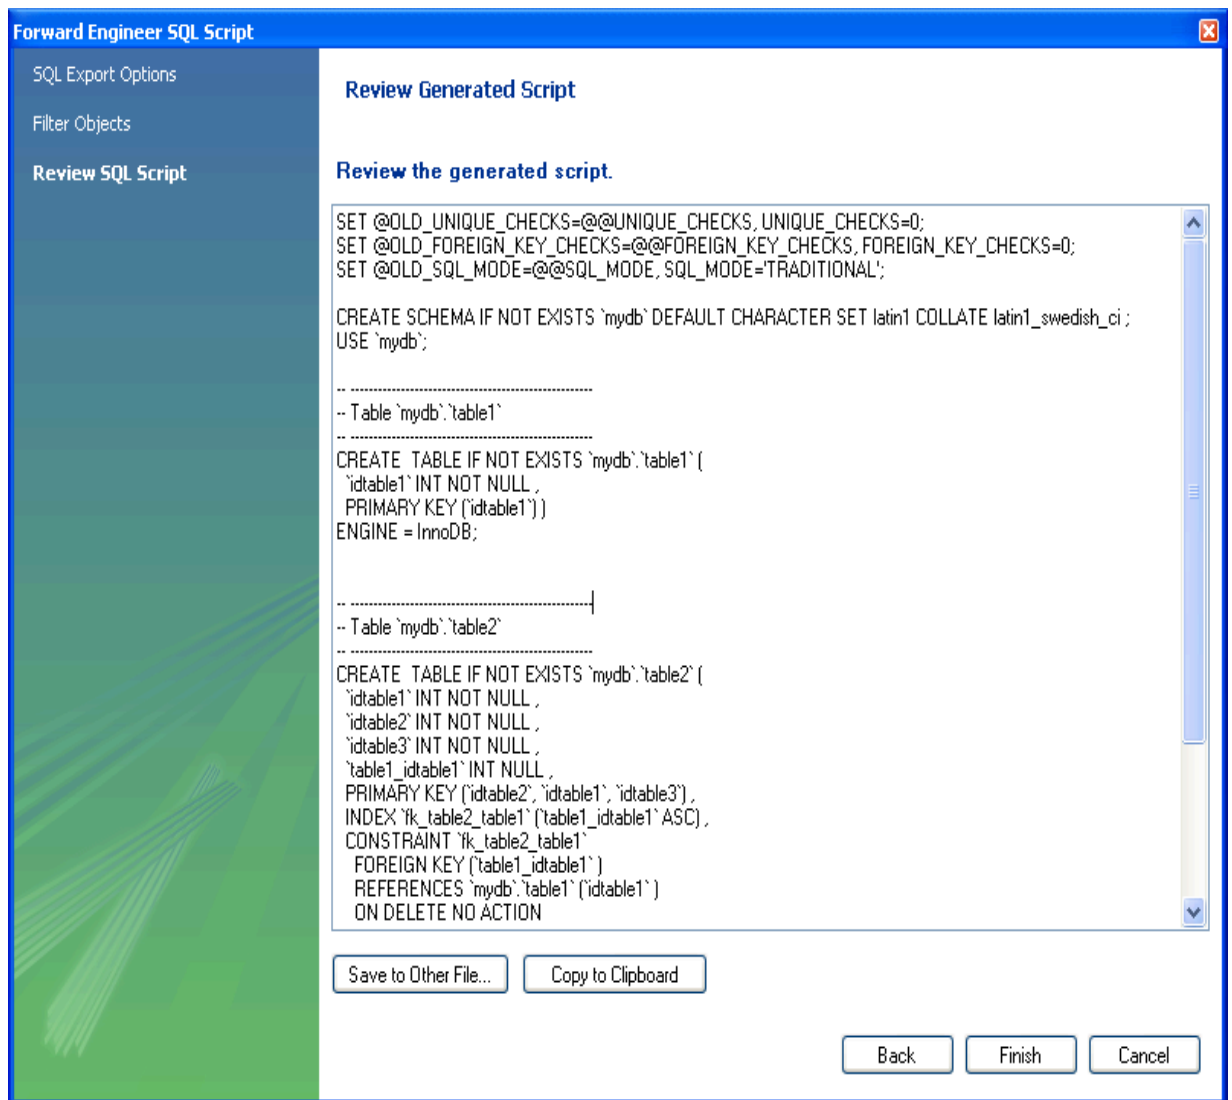 Forward Engineer SQL Script
SQL Export Options
Filter Objects
Review SQL Script
Review Generated Script
Review the generated script.
SET @OLD_UNIQUE_CHECKS=@@UNIQUE_CHECKS, UNIQUE_CHECKS=0;
SET @OLD_FOREIGN_KEY_CHECKS=@@FOREIGN_KEY_CHECKS, FOREIGN_KEY_CHECKS=0;
SET @OLD_SQL_MODE=@@SQL_MODE, SQL_MODE='TRADITIONAL';
CREATE SCHEMA IF NOT EXISTS `mydb` DEFAULT CHARACTER SET latin1 COLLATE latin1_swedish_ci ;
USE `mydb`;
-- -----------------------------------------------------
-- Table `mydb`.`table1`
-- -----------------------------------------------------
CREATE  TABLE IF NOT EXISTS `mydb`.`table1` (
  `idtable1` INT NOT NULL ,
  PRIMARY KEY (`idtable1`) )
ENGINE = InnoDB;
-- -----------------------------------------------------
-- Table `mydb`.`table2`
-- -----------------------------------------------------
CREATE  TABLE IF NOT EXISTS `mydb`.`table2` (
  `idtable1` INT NOT NULL ,
  `idtable2` INT NOT NULL ,
  `idtable3` INT NOT NULL ,
  `table1_idtable1` INT NULL ,
  PRIMARY KEY (`idtable2`, `idtable1`, `idtable3`) ,
  INDEX `fk_table2_table1` (`table1_idtable1` ASC) ,
  CONSTRAINT `fk_table2_table1`
    FOREIGN KEY (`table1_idtable1` )
    REFERENCES `mydb`.`table1` (`idtable1` )
    ON DELETE NO ACTION
Save to Other File...
Copy to Clipboard
Back
Finish
Cancel